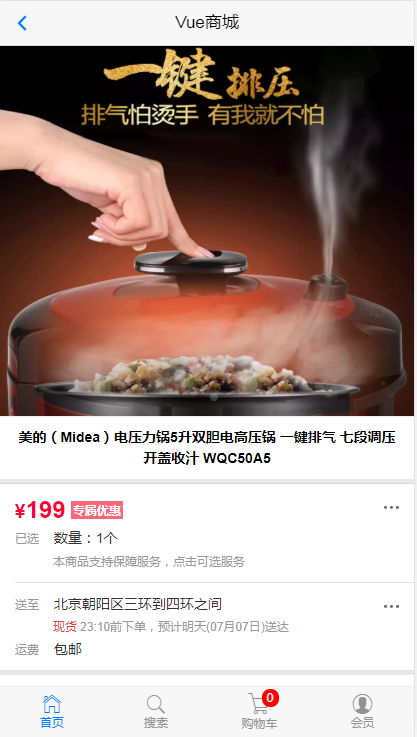 Vue商城
一键排压
排气怕烫手 有我就不怕
美的（Midea）电压力锅5升双胆电高压锅 一键排气 七段调压
开盖收汁 WQC50A5
¥199 专属优惠
已选 数量：1个
本商品支持保障服务，点击可选服务
送至 北京朝阳区三环到四环之间
现货 23:10前下单，预计明天(07月07日)送达
运费 包邮
0
首页 搜索 购物车 会员